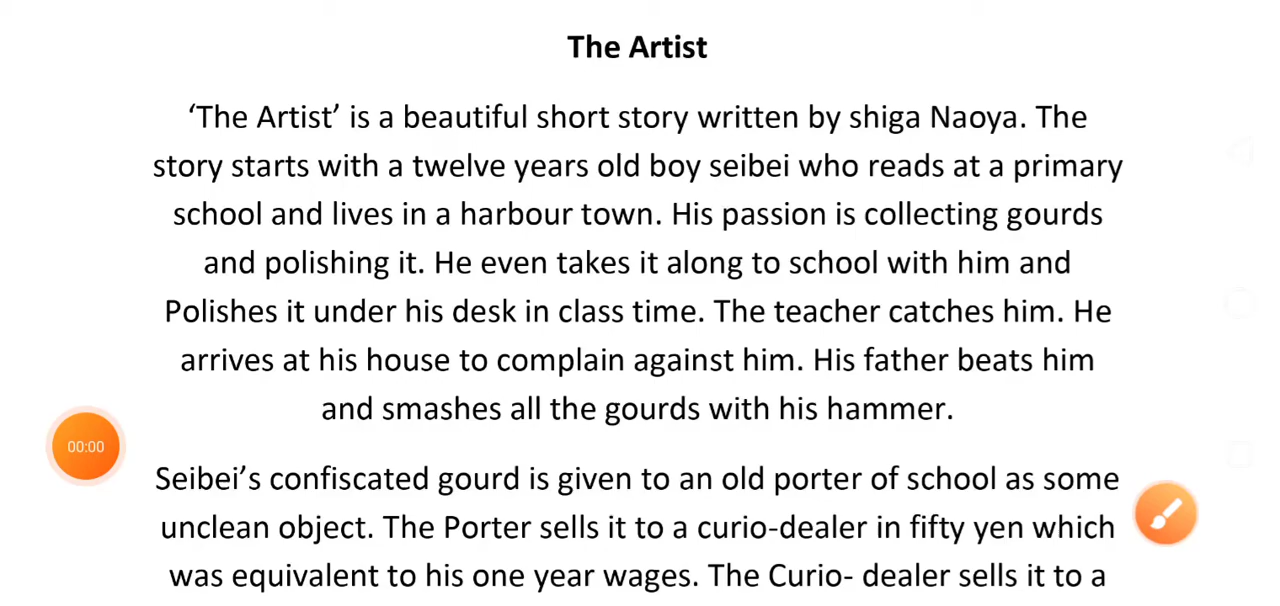 The Artist
‘The Artist’ is a beautiful short story written by shiga Naoya. The
story starts with a twelve years old boy seibei who reads at a primary
school and lives in a harbour town. His passion is collecting gourds
and polishing it. He even takes it along to school with him and
Polishes it under his desk in class time. The teacher catches him. He
arrives at his house to complain against him. His father beats him
and smashes all the gourds with his hammer.
00:00
Seibei’s confiscated gourd is given to an old porter of school as some
unclean object. The Porter sells it to a curio-dealer in fifty yen which
was equivalent to his one year wages. The Curio- dealer sells it to a